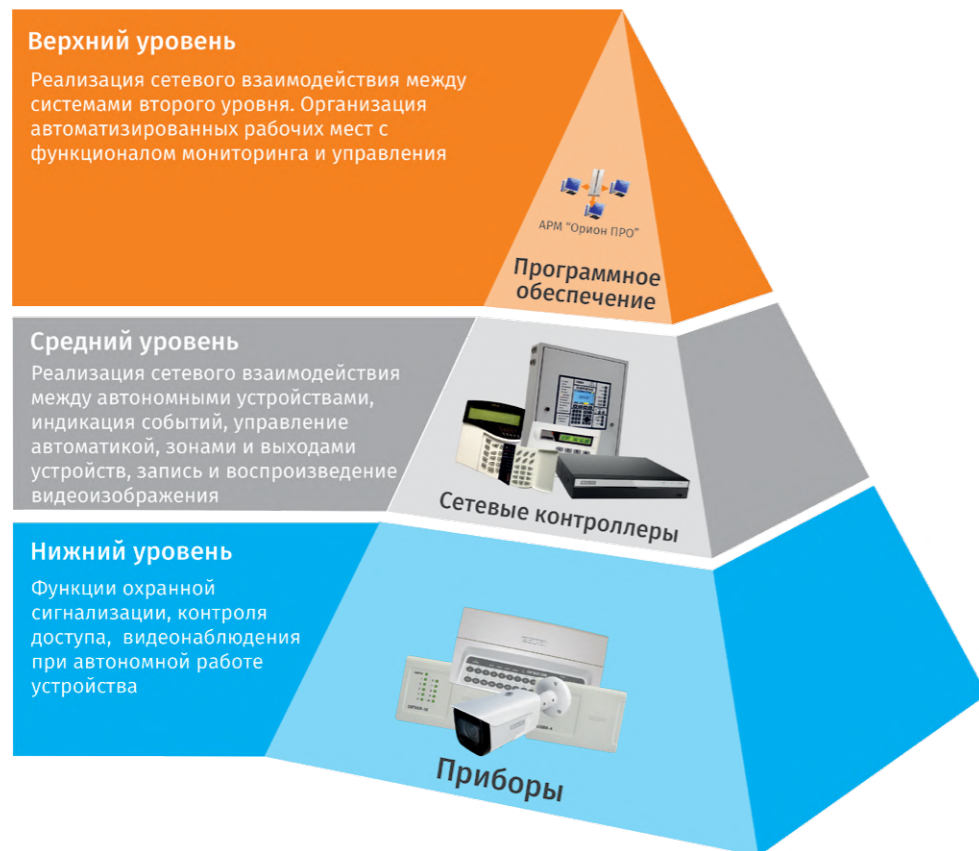 Верхний уровень
Реализация сетевого взаимодействия между
системами второго уровня. Организация
автоматизированных рабочих мест с
функционалом мониторинга и управления
АРМ "Орион ПРО"
Программное
обеспечение
Средний уровень
Реализация сетевого взаимодействия
между автономными устройствами,
индикация событий, управление
автоматикой, зонами и выходами
устройств, запись и воспроизведение
видеоизображения
Сетевые контроллеры
Нижний уровень
Функции охранной
сигнализации, контроля
доступа, видеонаблюдения
при автономной работе
устройства
Приборы